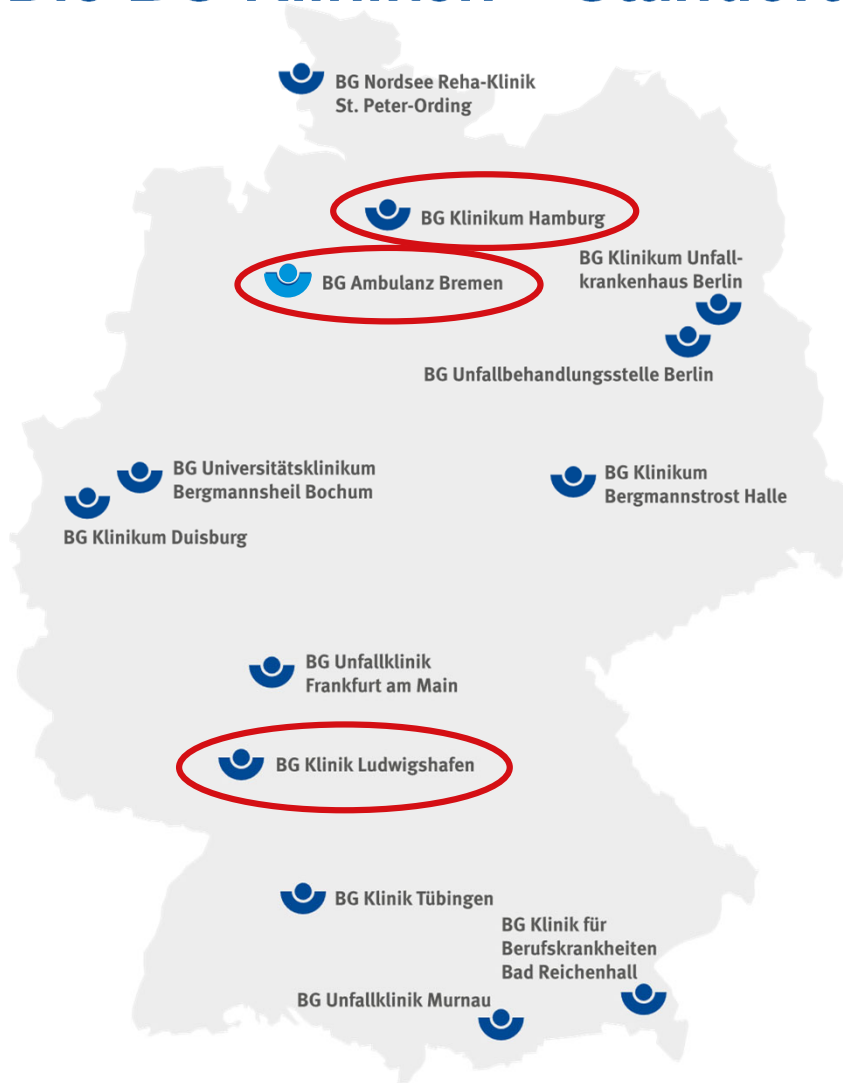 BG Nordsee Reha-Klinik
St. Peter-Ording
BG Klinikum Hamburg
BG Klinikum Unfall-
krankenhaus Berlin
BG Ambulanz Bremen
BG Unfallbehandlungsstelle Berlin
BG Universitätsklinikum
Bergmannsheil Bochum
BG Klinikum
Bergmannstrost Halle
BG Klinikum Duisburg
BG Unfallklinik
Frankfurt am Main
BG Klinik Ludwigshafen
BG Klinik Tübingen
BG Klinik für
Berufskrankheiten
Bad Reichenhall
BG Unfallklinik Murnau